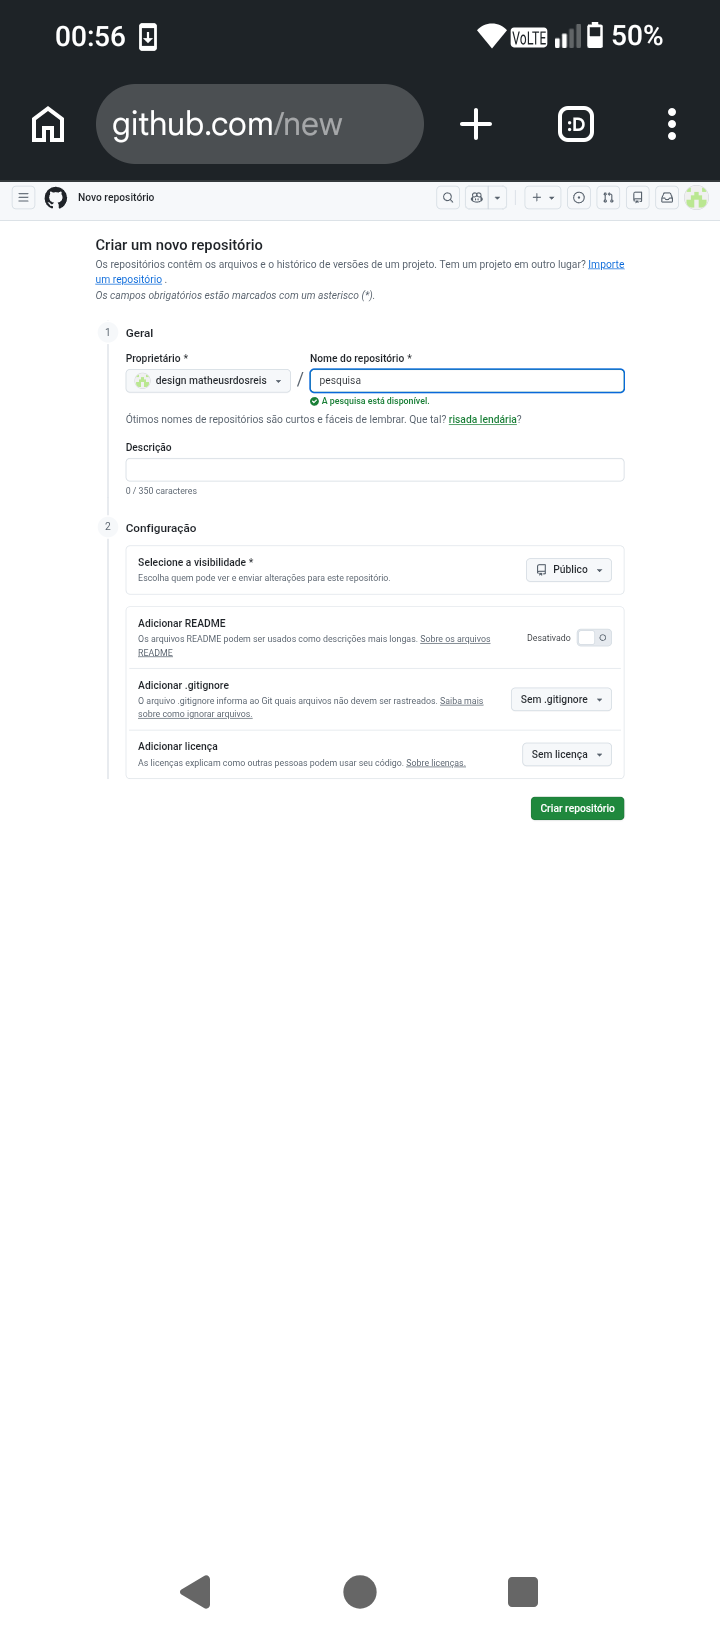 00:56
VoLTE
50%
github.com/new
:D
Novo repositório
Criar um novo repositório
Os repositórios contêm os arquivos e o histórico de versões de um projeto. Tem um projeto em outro lugar? Importe
um repositório .
Os campos obrigatórios estão marcados com um asterisco (*).
1
Geral
Proprietário *
Nome do repositório *
design matheusrdosreis
/
pesquisa
A pesquisa está disponível.
Ótimos nomes de repositórios são curtos e fáceis de lembrar. Que tal? risada lendária?
Descrição
0 / 350 caracteres
2
Configuração
Selecione a visibilidade *
Escolha quem pode ver e enviar alterações para este repositório.
Público
Adicionar README
Os arquivos README podem ser usados como descrições mais longas. Sobre os arquivos
README
Desativado
Adicionar .gitignore
O arquivo .gitignore informa ao Git quais arquivos não devem ser rastreados. Saiba mais
sobre como ignorar arquivos.
Sem .gitignore
Adicionar licença
As licenças explicam como outras pessoas podem usar seu código. Sobre licenças.
Sem licença
Criar repositório